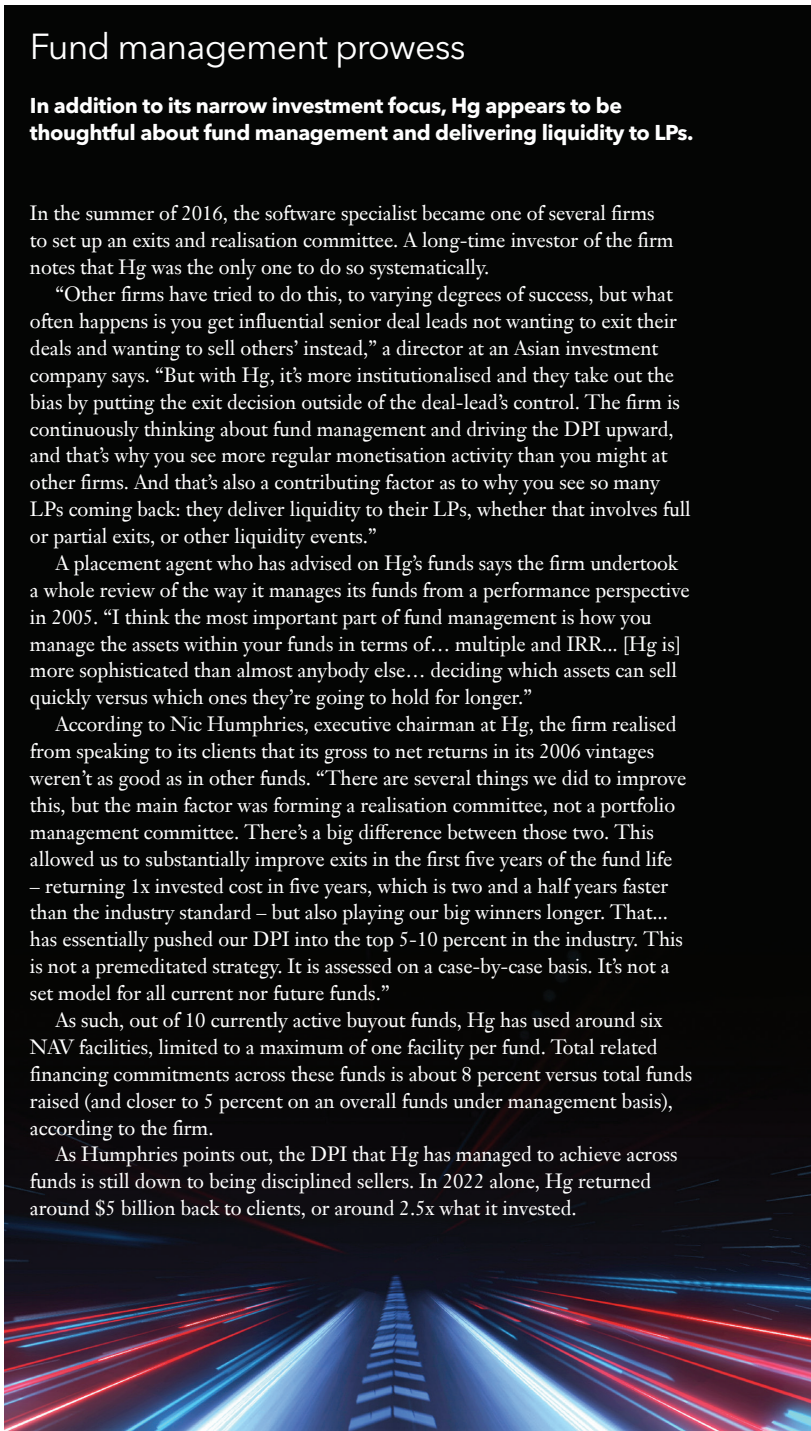 Fund management prowess
In addition to its narrow investment focus, Hg appears to be
thoughtful about fund management and delivering liquidity to LPs.
In the summer of 2016, the software specialist became one of several firms
to set up an exits and realisation committee. A long-time investor of the firm
notes that Hg was the only one to do so systematically.
“Other firms have tried to do this, to varying degrees of success, but what
often happens is you get influential senior deal leads not wanting to exit their
deals and wanting to sell others’ instead,” a director at an Asian investment
company says. “But with Hg, it’s more institutionalised and they take out the
bias by putting the exit decision outside of the deal-lead’s control. The firm is
continuously thinking about fund management and driving the DPI upward,
and that’s why you see more regular monetisation activity than you might at
other firms. And that’s also a contributing factor as to why you see so many
LPs coming back: they deliver liquidity to their LPs, whether that involves full
or partial exits, or other liquidity events.”
A placement agent who has advised on Hg’s funds says the firm undertook
a whole review of the way it manages its funds from a performance perspective
in 2005. “I think the most important part of fund management is how you
manage the assets within your funds in terms of… multiple and IRR... [Hg is]
more sophisticated than almost anybody else… deciding which assets can sell
quickly versus which ones they’re going to hold for longer.”
According to Nic Humphries, executive chairman at Hg, the firm realised
from speaking to its clients that its gross to net returns in its 2006 vintages
weren’t as good as in other funds. “There are several things we did to improve
this, but the main factor was forming a realisation committee, not a portfolio
management committee. There’s a big difference between those two. This
allowed us to substantially improve exits in the first five years of the fund life
– returning 1x invested cost in five years, which is two and a half years faster
than the industry standard – but also playing our big winners longer. That...
has essentially pushed our DPI into the top 5-10 percent in the industry. This
is not a premeditated strategy. It is assessed on a case-by-case basis. It’s not a
set model for all current nor future funds.”
As such, out of 10 currently active buyout funds, Hg has used around six
NAV facilities, limited to a maximum of one facility per fund. Total related
financing commitments across these funds is about 8 percent versus total funds
raised (and closer to 5 percent on an overall funds under management basis),
according to the firm.
As Humphries points out, the DPI that Hg has managed to achieve across
funds is still down to being disciplined sellers. In 2022 alone, Hg returned
around $5 billion back to clients, or around 2.5x what it invested.